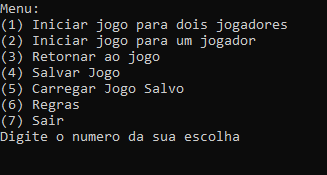 Menu:
(1) Iniciar jogo para dois jogadores
(2) Iniciar jogo para um jogador
(3) Retornar ao jogo
(4) Salvar Jogo
(5) Carregar Jogo Salvo
(6) Regras
(7) Sair
Digite o numero da sua escolha